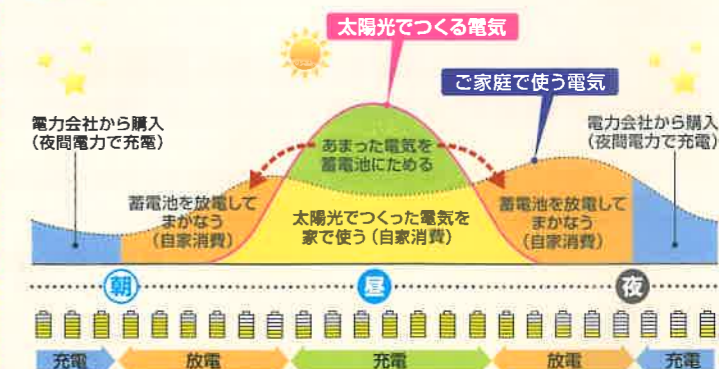 太陽光でつくる電気
ご家庭で使う電気
電力会社から購入
（夜間電力で充電）
電力会社から購入
（夜間電力で充電）
あまった電気を
蓄電池にためる
蓄電池を放電して
まかなう
（自家消費）
太陽光でつくった電気を
家で使う（自家消費）
蓄電池を放電して
まかなう
（自家消費）
朝
昼
夜
充電
放電
充電
放電
充電